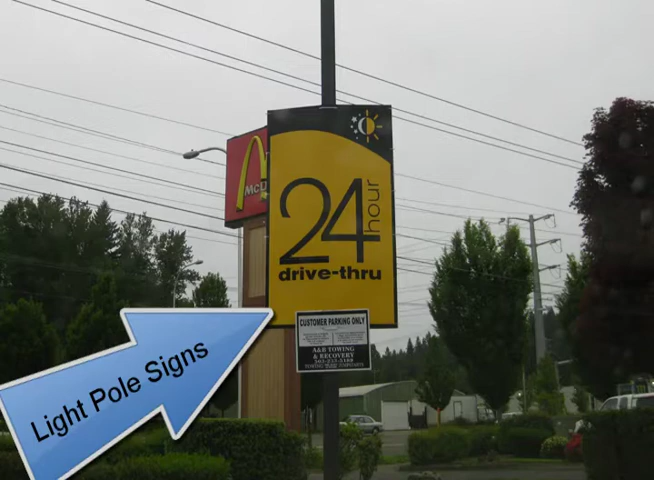 McD
24
hour
drive-thru
CUSTOMER PARKING ONLY
A&B TOWING
& RECOVERY
Light Pole Signs